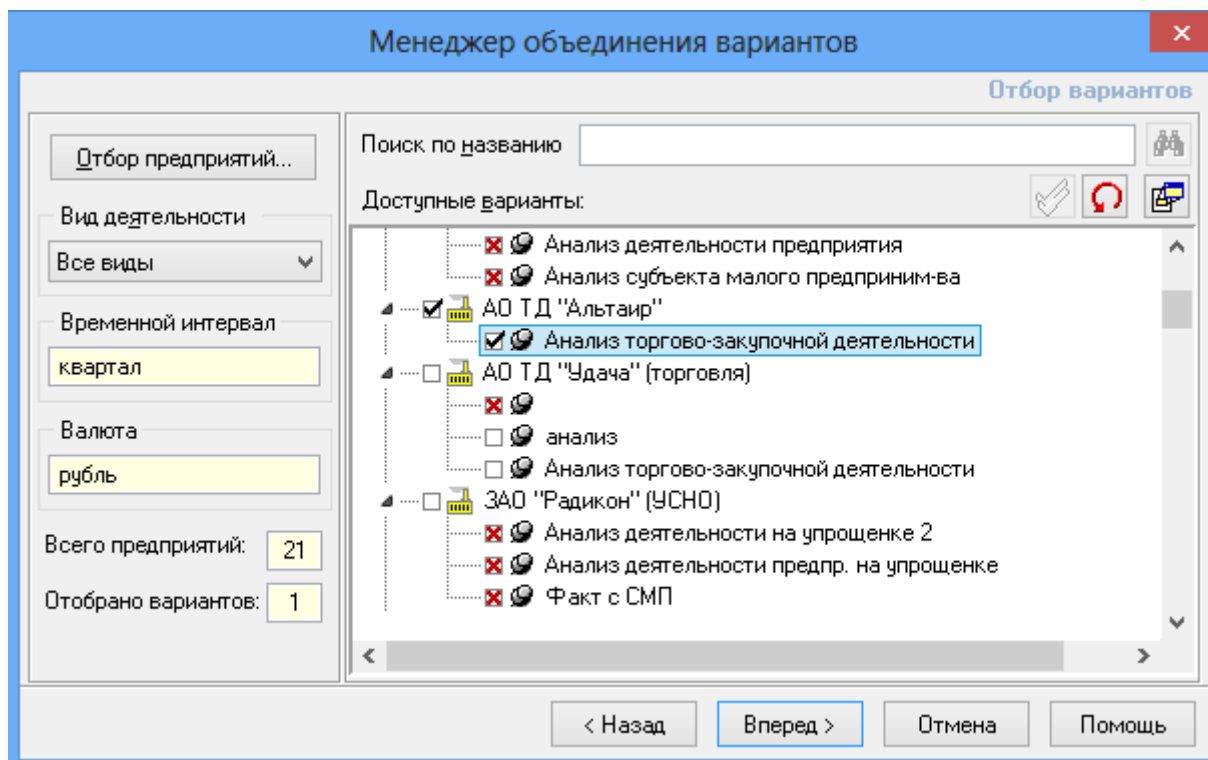 Менеджер объединения вариантов
Отбор вариантов
Отбор предприятий...
Вид деятельности
Все виды
Временной интервал
квартал
Валюта
рубль
Всего предприятий: 21
Отобрано вариантов: 1
Поиск по названию
Доступные варианты:
Анализ деятельности предприятия
Анализ субъекта малого предприним-ва
АО ТД "Альтаир"
Анализ торгово-закупочной деятельности
АО ТД "Удача" (торговля)
анализ
Анализ торгово-закупочной деятельности
ЗАО "Радикон" (УСНО)
Анализ деятельности на упрощенке 2
Анализ деятельности предпр. на упрощенке
Факт с СМП
< Назад
Вперед >
Отмена
Помощь